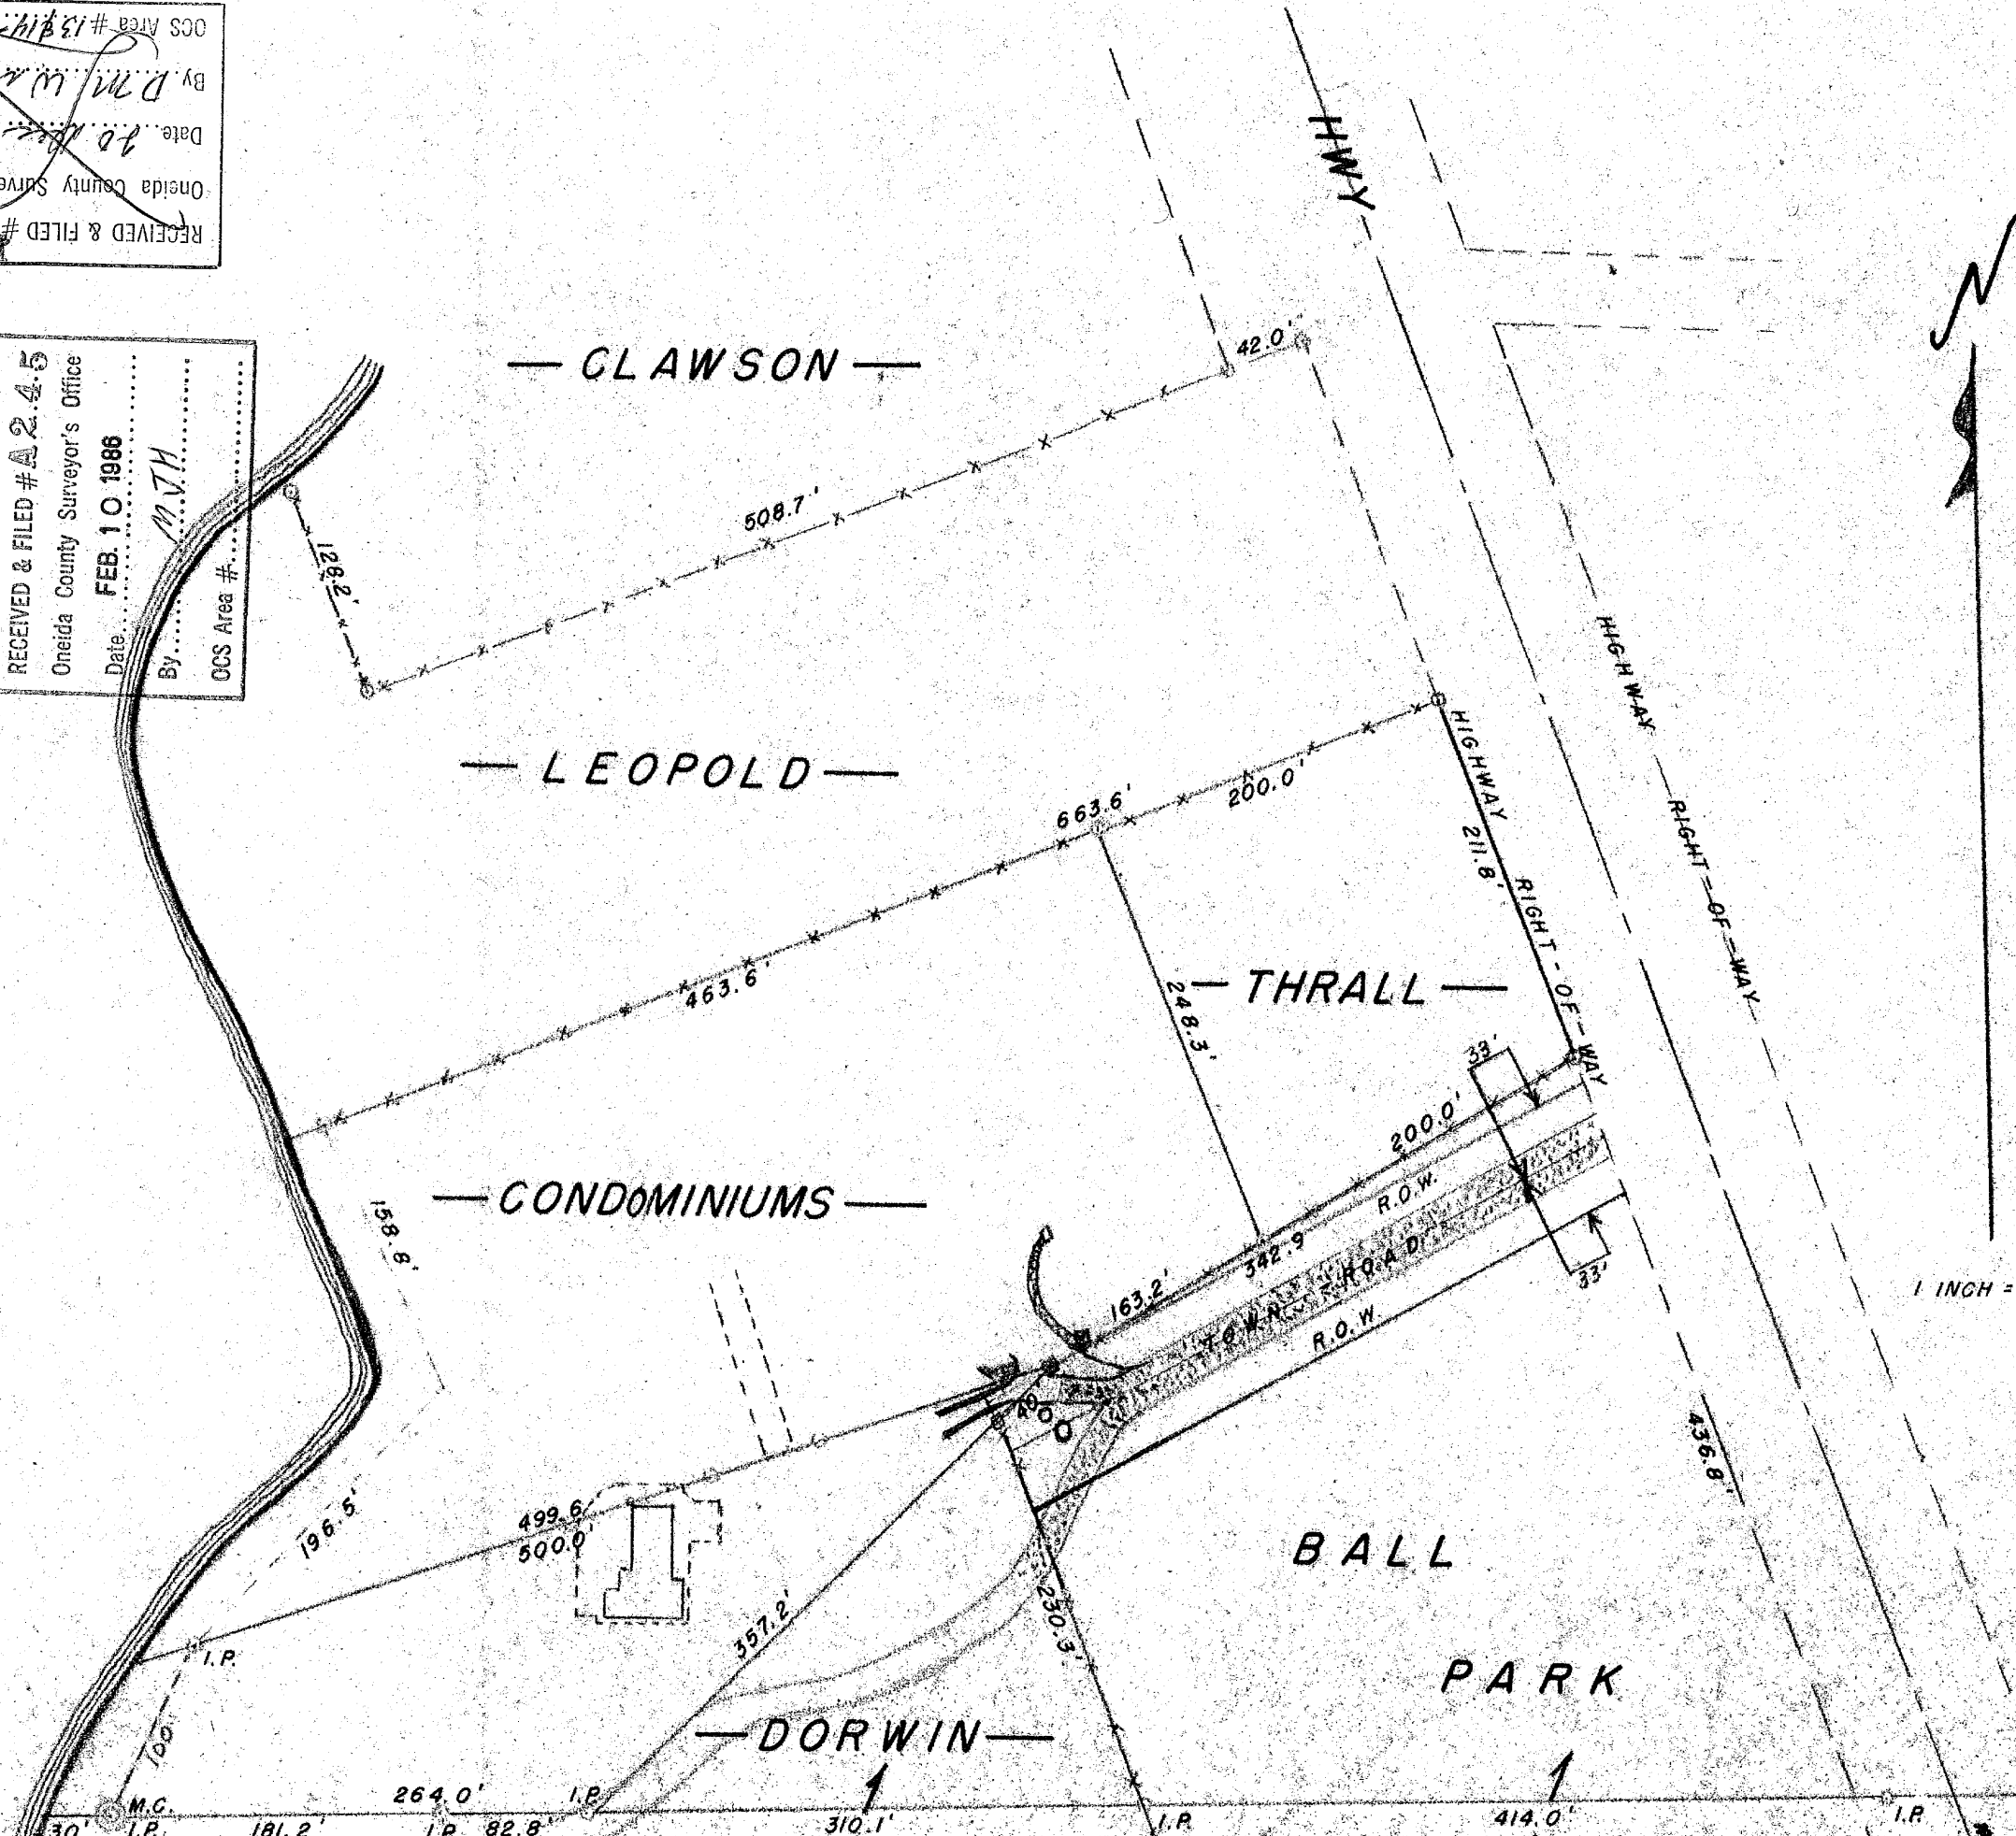 RECEIVED & FILED #
Oneida County
Date 20
By D M W
OCS Area #
RECEIVED & FILED # A2.4.5
Oneida County Surveyor's Office
Date FEB. 10 1986
By M.J.H
OCS Area #
HWY
N
42.0'
— CLAWSON —
508.7'
128.2'
HIGHWAY RIGHT-OF-WAY
— LEOPOLD —
663.6'
200.0'
HIGHWAY RIGHT-OF-WAY
211.8'
463.6'
248.3'
— THRALL —
33'
200.0'
R.O.W.
— CONDOMINIUMS —
158.8'
342.9
TOWN ROAD
163.2'
R.O.W.
33'
1 INCH =
436.8'
196.5'
499.6
500.0'
357.2'
230.3'
BALL
PARK
I.P.
100
— DORWIN —
M.C.
264.0'
I.P.
30'
I.P.
181.2'
I.P.
82.8'
310.1'
I.P.
414.0'
I.P.